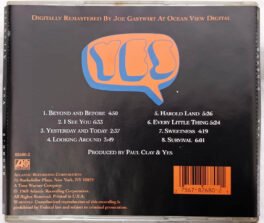 Digitally Remastered By Joe Gastwirt At Ocean View Digital
YES
1. Beyond and Before 4:50
2. I See You 6:33
3. Yesterday and Today 2:37
4. Looking Around 3:49
5. Harold Land 5:26
6. Every Little Thing 5:24
7. Sweetness 4:19
8. Survival 6:01
Produced by Paul Clay & Yes
82680-2
Atlantic Recording Corporation
A Time Warner Company